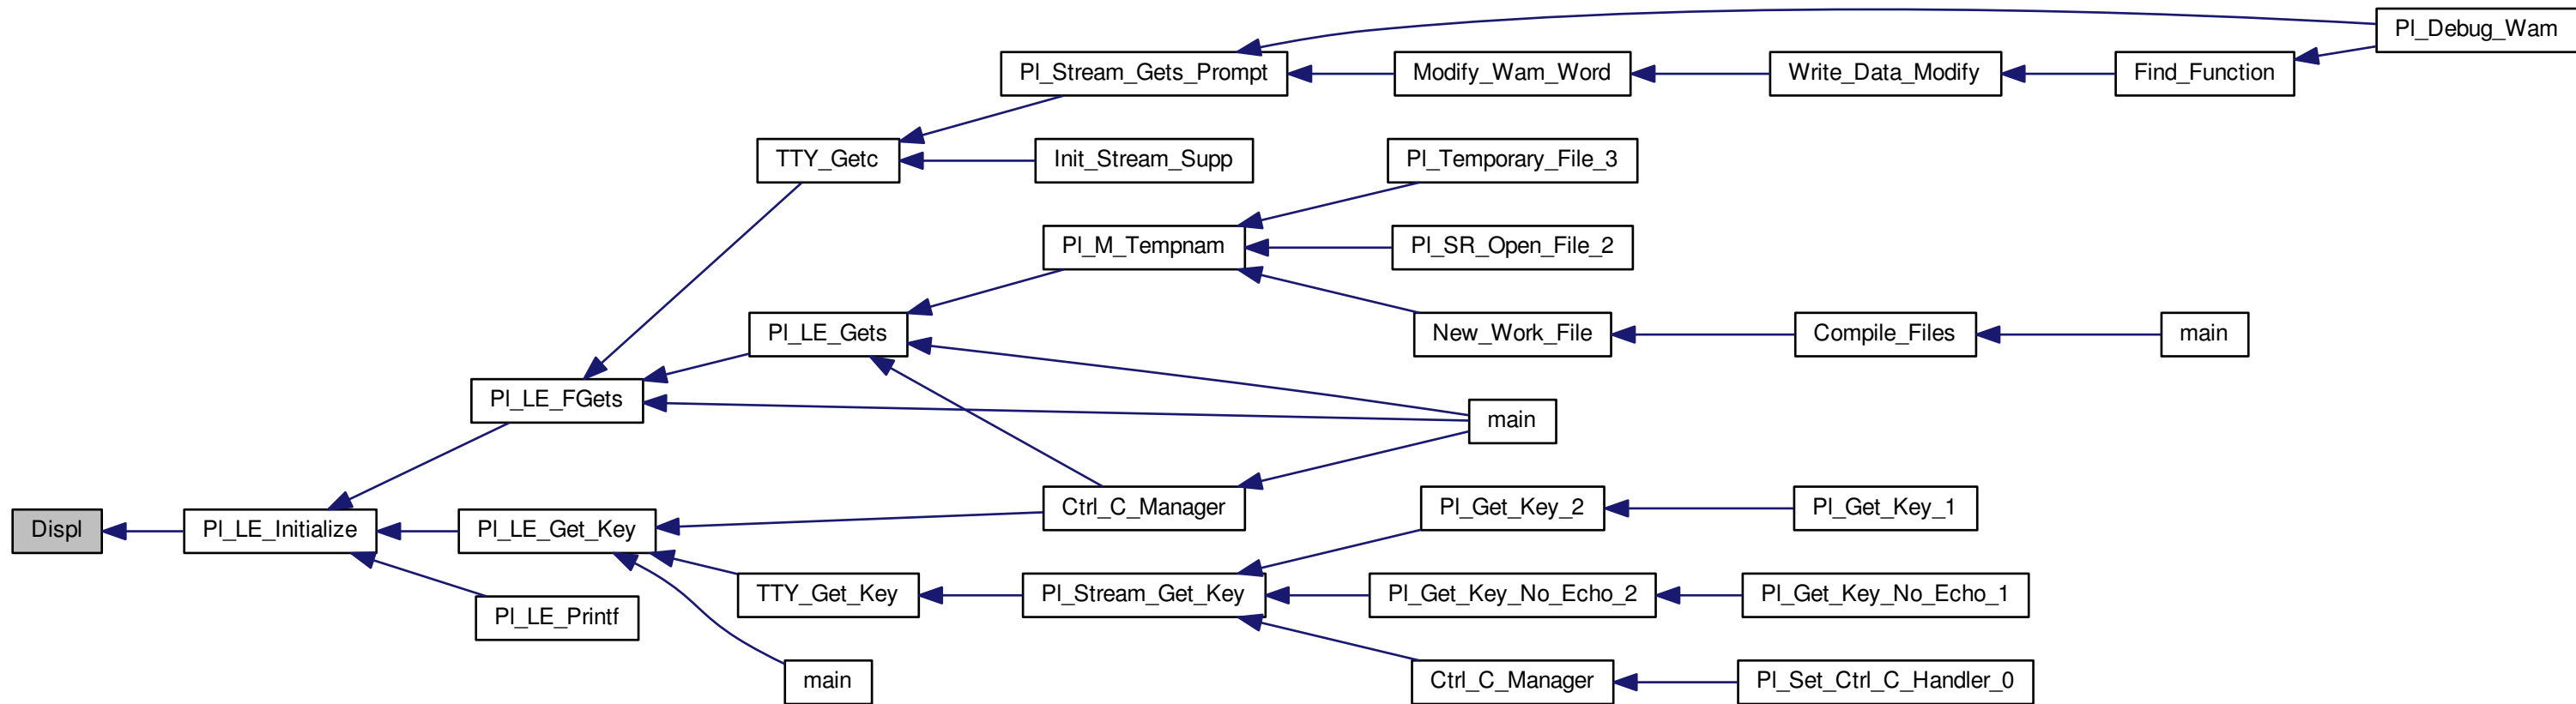 Pl_Debug_Wam
Pl_Stream_Gets_Prompt
Modify_Wam_Word
Write_Data_Modify
Find_Function
TTY_Getc
Init_Stream_Supp
Pl_Temporary_File_3
Pl_M_Tempnam
Pl_SR_Open_File_2
Pl_LE_Gets
New_Work_File
Compile_Files
main
Pl_LE_FGets
main
Displ
Pl_LE_Initialize
Pl_LE_Get_Key
Ctrl_C_Manager
Pl_Get_Key_2
Pl_Get_Key_1
TTY_Get_Key
Pl_Stream_Get_Key
Pl_Get_Key_No_Echo_2
Pl_Get_Key_No_Echo_1
Pl_LE_Printf
main
Ctrl_C_Manager
Pl_Set_Ctrl_C_Handler_0